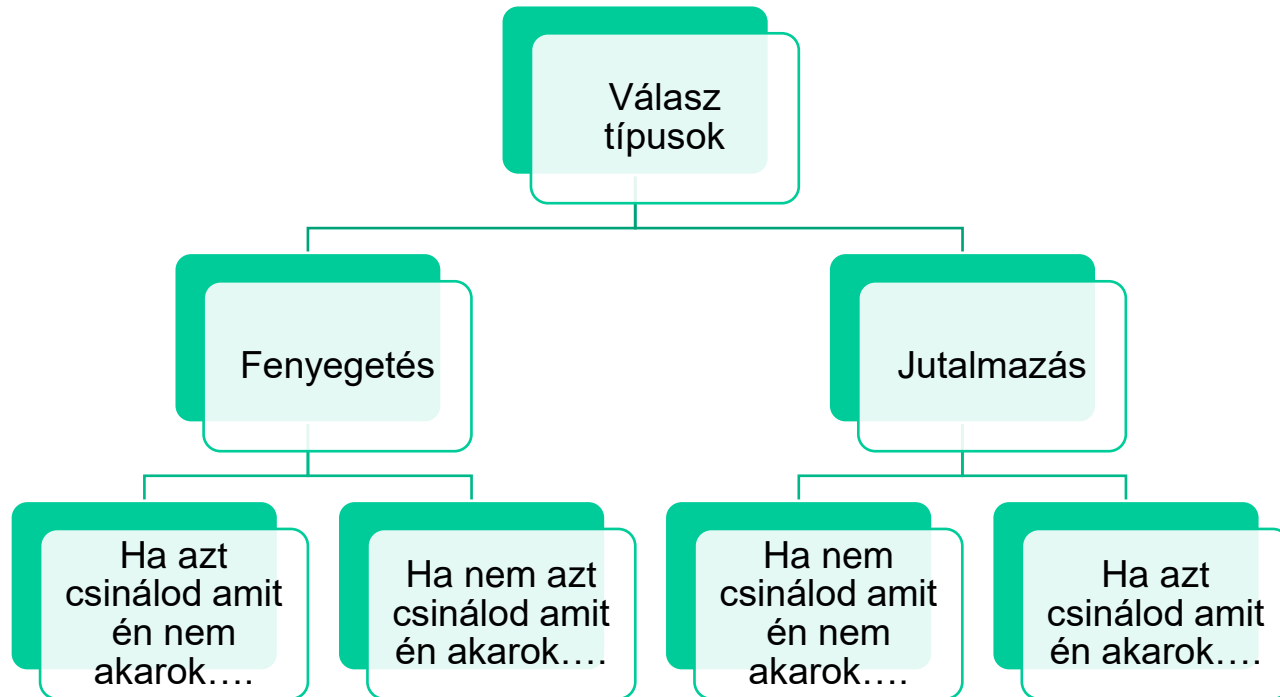 Válasz
típusok
Fenyegetés
Jutalmazás
Ha azt
csinálod amit
én nem
akarok….
Ha nem azt
csinálod amit
én akarok….
Ha nem
csinálod amit
én nem
akarok….
Ha azt
csinálod amit
én akarok….